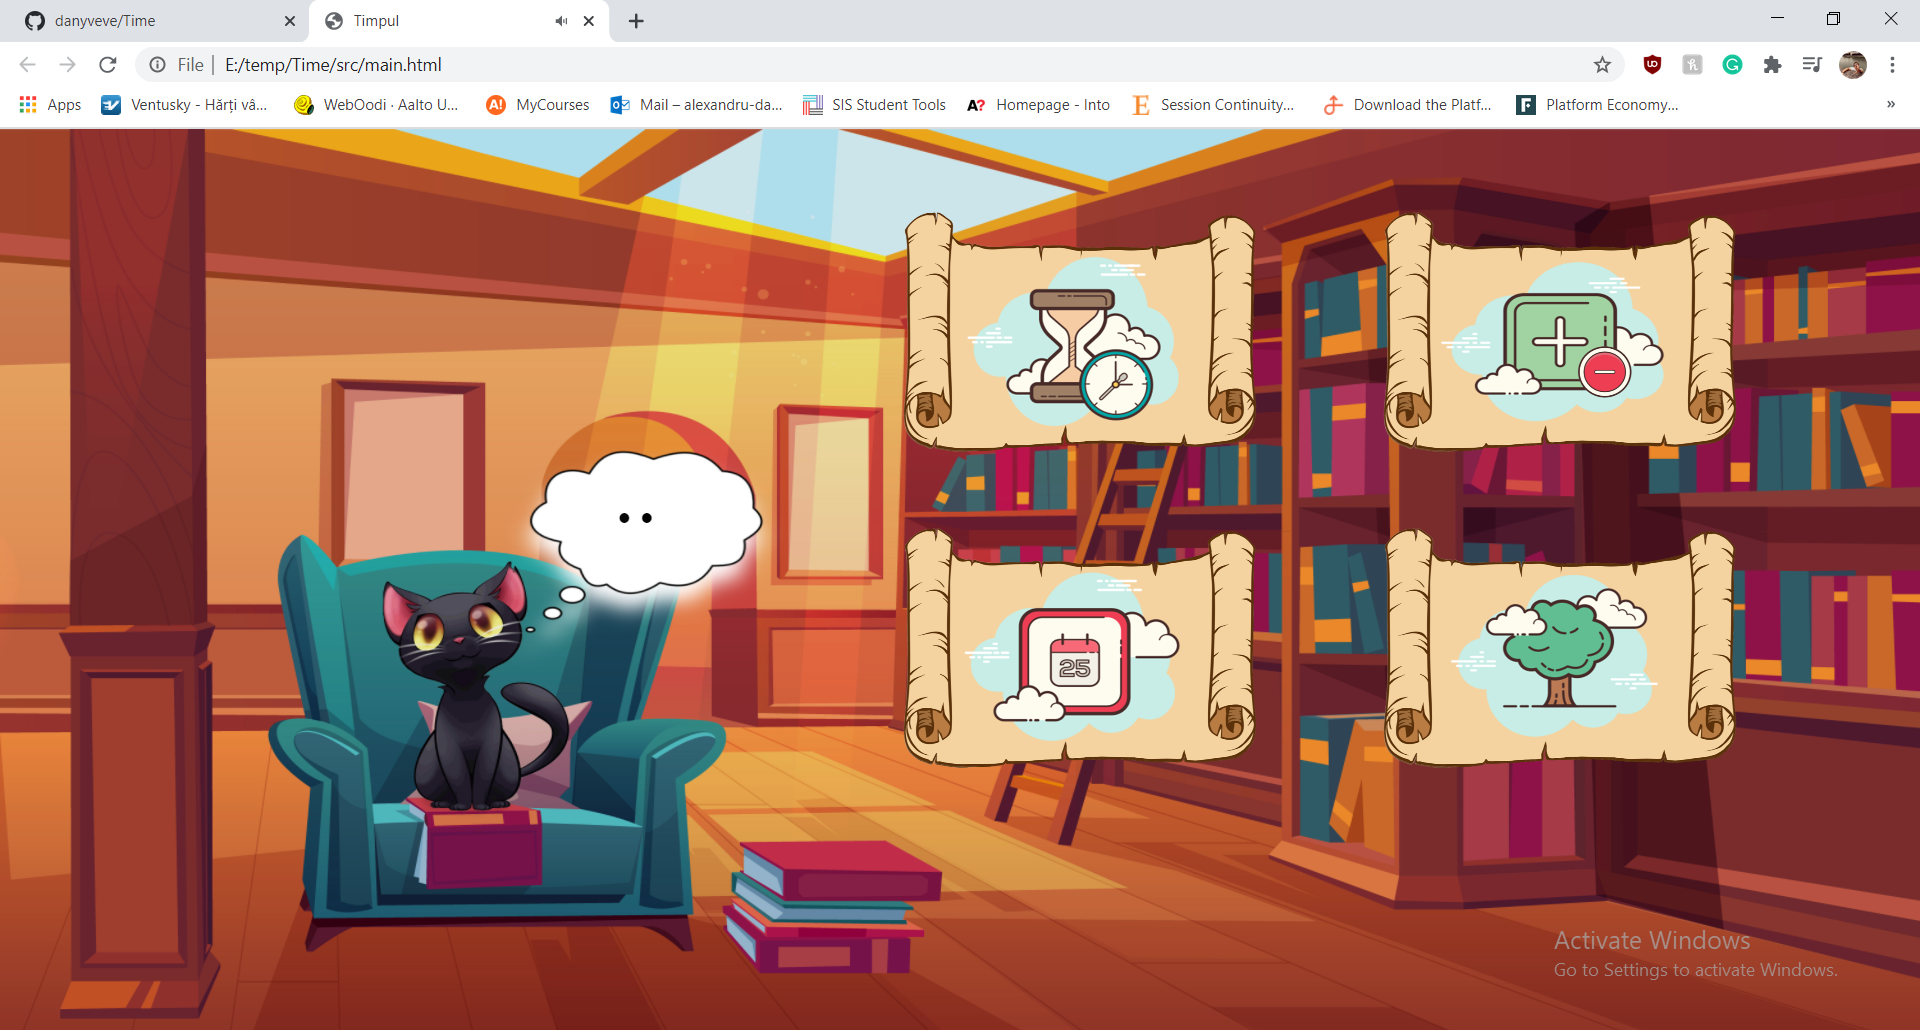 danyveve/Time
Timpul
File
E:/temp/Time/src/main.html
Apps
Ventusky - Hărți vâ...
WebOodi · Aalto U...
A!
MyCourses
Mail – alexandru-da...
SIS Student Tools
A?
Homepage - Into
E
Session Continuity...
Download the Platf...
F
Platform Economy...
»
25
Activate Windows
Go to Settings to activate Windows.